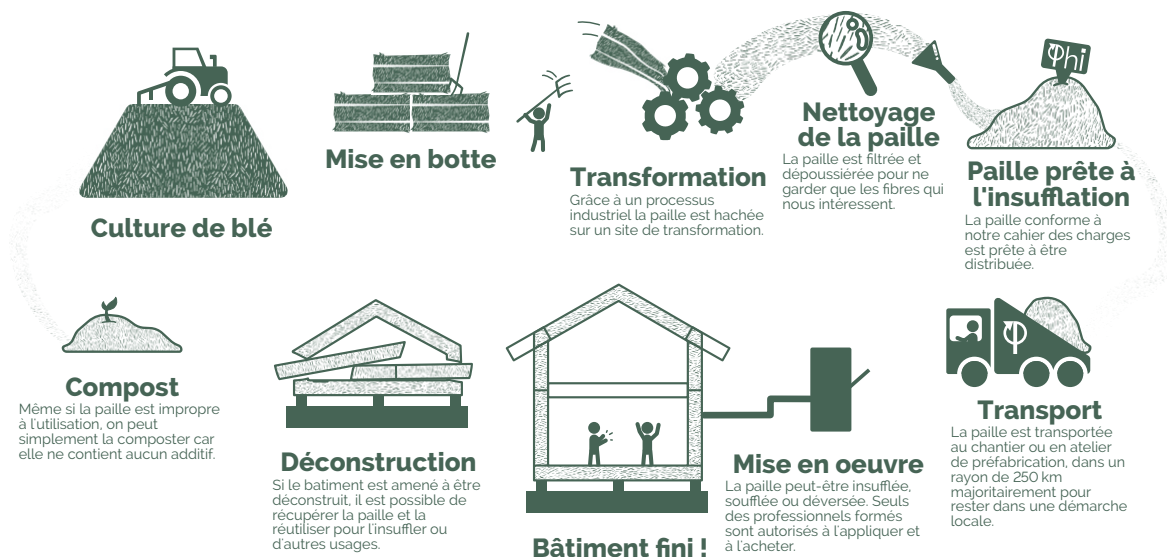 Culture de blé
Mise en botte
Transformation
Grâce à un processus
industriel la paille est hachée
sur un site de transformation.
Nettoyage
de la paille
La paille est filtrée et
dépoussiérée pour ne
garder que les fibres qui
nous intéressent.
φhi
Paille prête à
l'insufflation
La paille conforme à
notre cahier des charges
est prête à être
distribuée.
φ
Transport
La paille est transportée
au chantier ou en atelier
de préfabrication, dans un
rayon de 250 km
majoritairement pour
rester dans une démarche
locale.
Mise en oeuvre
La paille peut-être insufflée,
soufflée ou déversée. Seuls
des professionnels formés
sont autorisés à l'appliquer et
à l'acheter.
Bâtiment fini !
Déconstruction
Si le batiment est amené à être
déconstruit, il est possible de
récupérer la paille et la
réutiliser pour l'insuffler ou
d'autres usages.
Compost
Même si la paille est impropre
à l'utilisation, on peut
simplement la composter car
elle ne contient aucun additif.